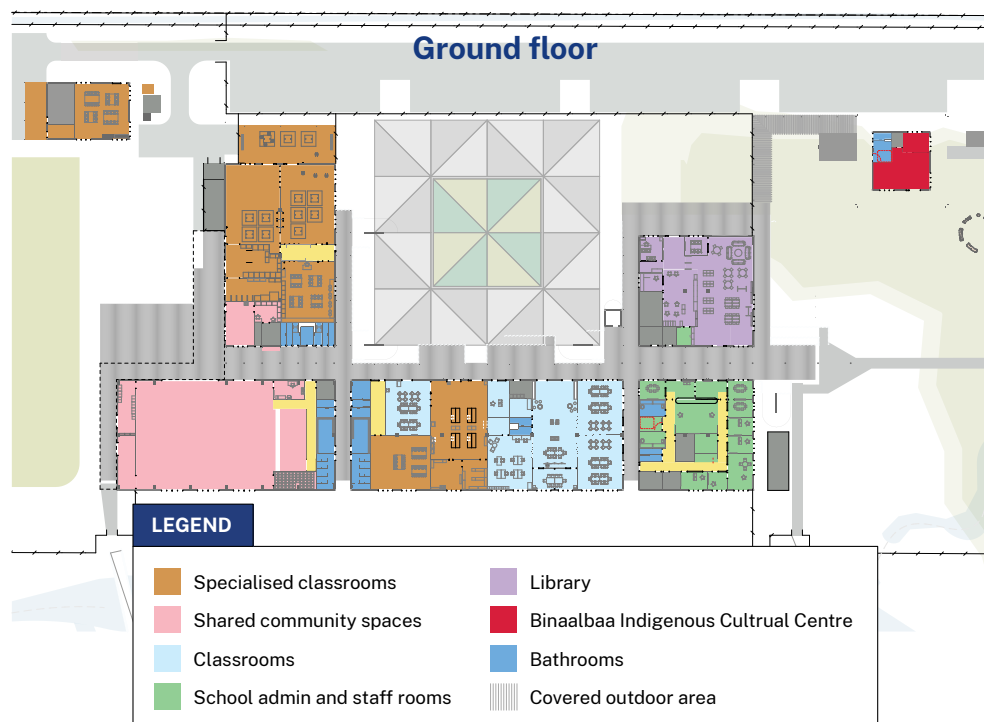 Ground floor
LEGEND
Specialised classrooms
Shared community spaces
Classrooms
School admin and staff rooms
Library
Binaalbaa Indigenous Cultrual Centre
Bathrooms
Covered outdoor area